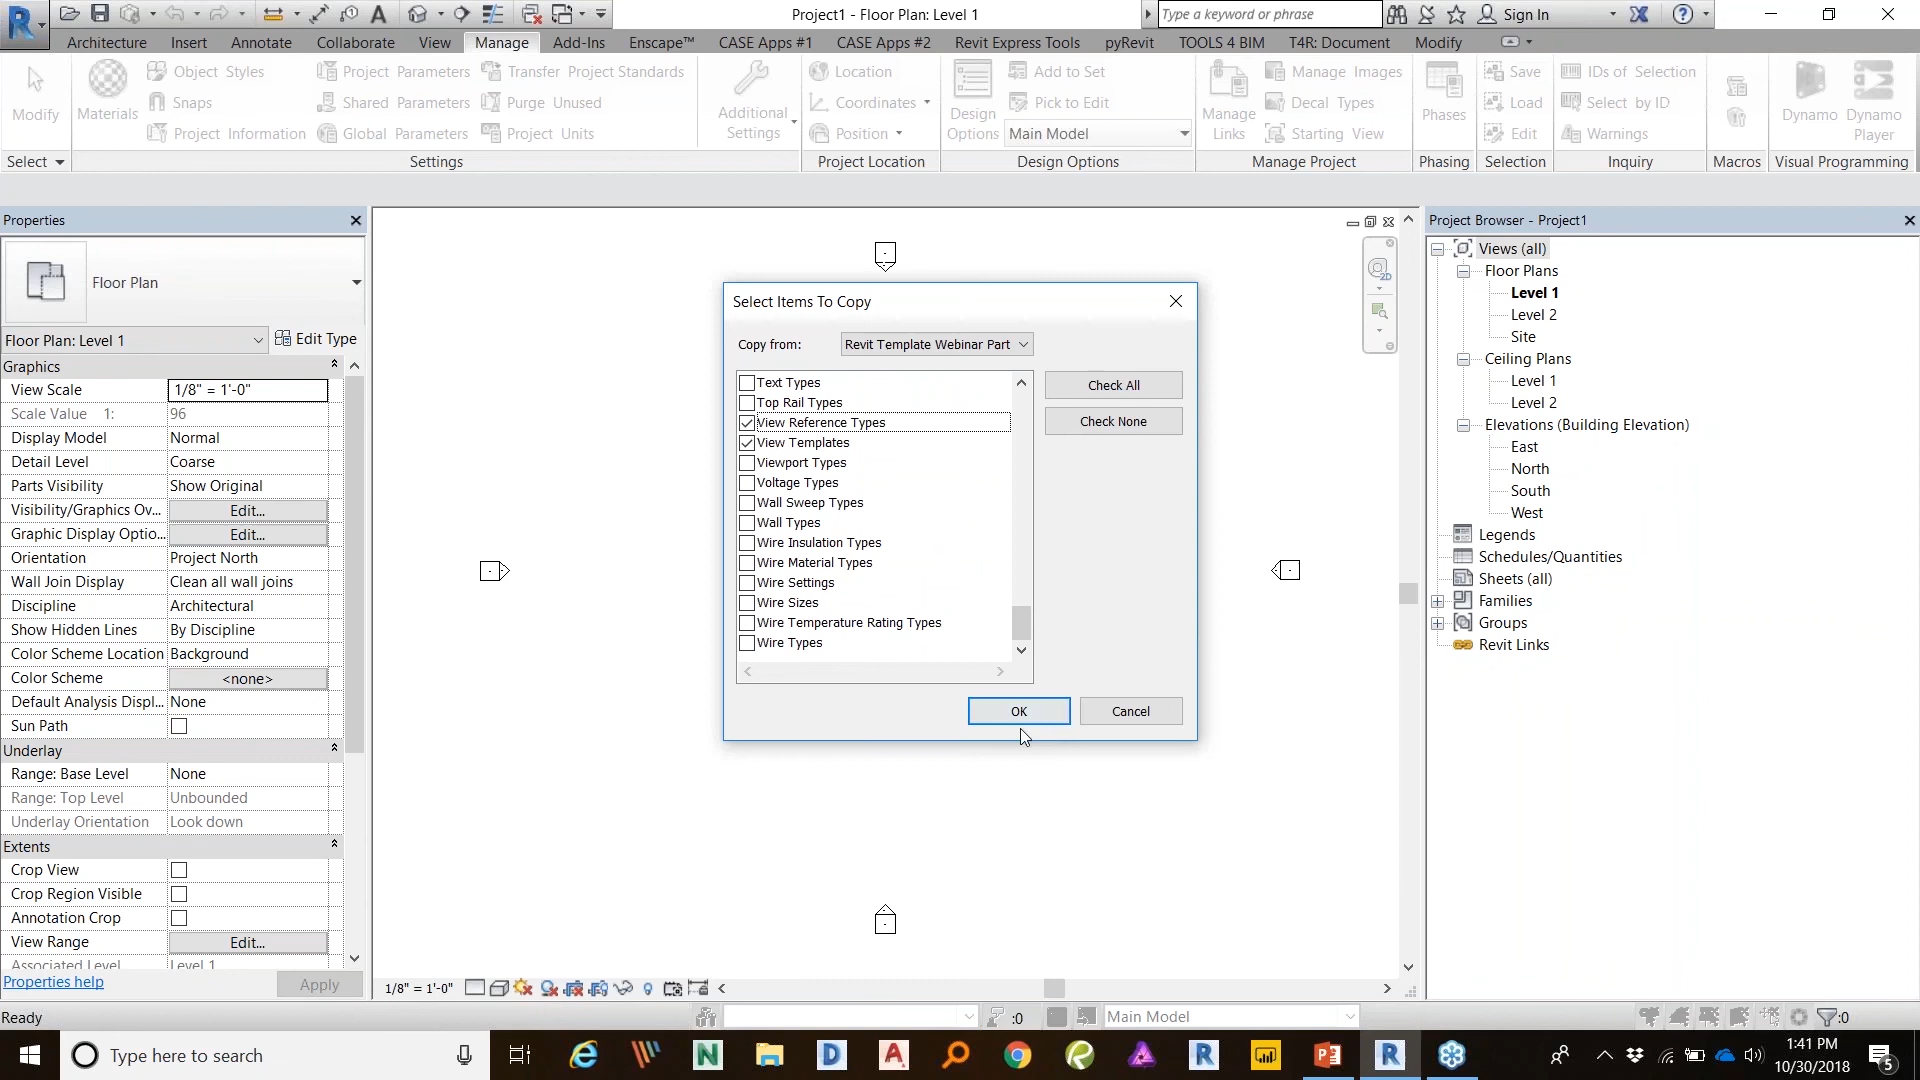 Project1 - Floor Plan: Level 1
Type a keyword or phrase
Sign In
Architecture Insert Annotate Collaborate View Manage Add-Ins Enscape™ CASE Apps #1 CASE Apps #2 Revit Express Tools pyRevit TOOLS 4 BIM T4R: Document Modify
Modify
Materials
Object Styles
Snaps
Project Information
Project Parameters
Shared Parameters
Global Parameters
Transfer Project Standards
Purge Unused
Project Units
Additional
Settings
Location
Coordinates
Position
Design
Options
Add to Set
Pick to Edit
Main Model
Manage
Links
Manage Images
Decal Types
Starting View
Phases
Save
Load
Edit
IDs of Selection
Select by ID
Warnings
Dynamo
Dynamo
Player
Select Settings Project Location Design Options Manage Project Phasing Selection Inquiry Macros Visual Programming
Properties
Floor Plan
Floor Plan: Level 1 Edit Type
Graphics
View Scale 1/8" = 1'-0"
Scale Value 1: 96
Display Model Normal
Detail Level Coarse
Parts Visibility Show Original
Visibility/Graphics Ov... Edit...
Graphic Display Optio... Edit...
Orientation Project North
Wall Join Display Clean all wall joins
Discipline Architectural
Show Hidden Lines By Discipline
Color Scheme Location Background
Color Scheme <none>
Default Analysis Displ... None
Sun Path
Underlay
Range: Base Level None
Range: Top Level Unbounded
Underlay Orientation Look down
Extents
Crop View
Crop Region Visible
Annotation Crop
View Range Edit...
Associated Level Level 1
Properties help Apply
2D
Select Items To Copy
Copy from: Revit Template Webinar Part
Text Types
Top Rail Types
View Reference Types
View Templates
Viewport Types
Voltage Types
Wall Sweep Types
Wall Types
Wire Insulation Types
Wire Material Types
Wire Settings
Wire Sizes
Wire Temperature Rating Types
Wire Types
Check All
Check None
OK Cancel
1/8" = 1'-0"
Project Browser - Project1
Views (all)
Floor Plans
Level 1
Level 2
Site
Ceiling Plans
Level 1
Level 2
Elevations (Building Elevation)
East
North
South
West
Legends
Schedules/Quantities
Sheets (all)
Families
Groups
Revit Links
Ready :0 Main Model :0
Type here to search
1:41 PM
10/30/2018
5